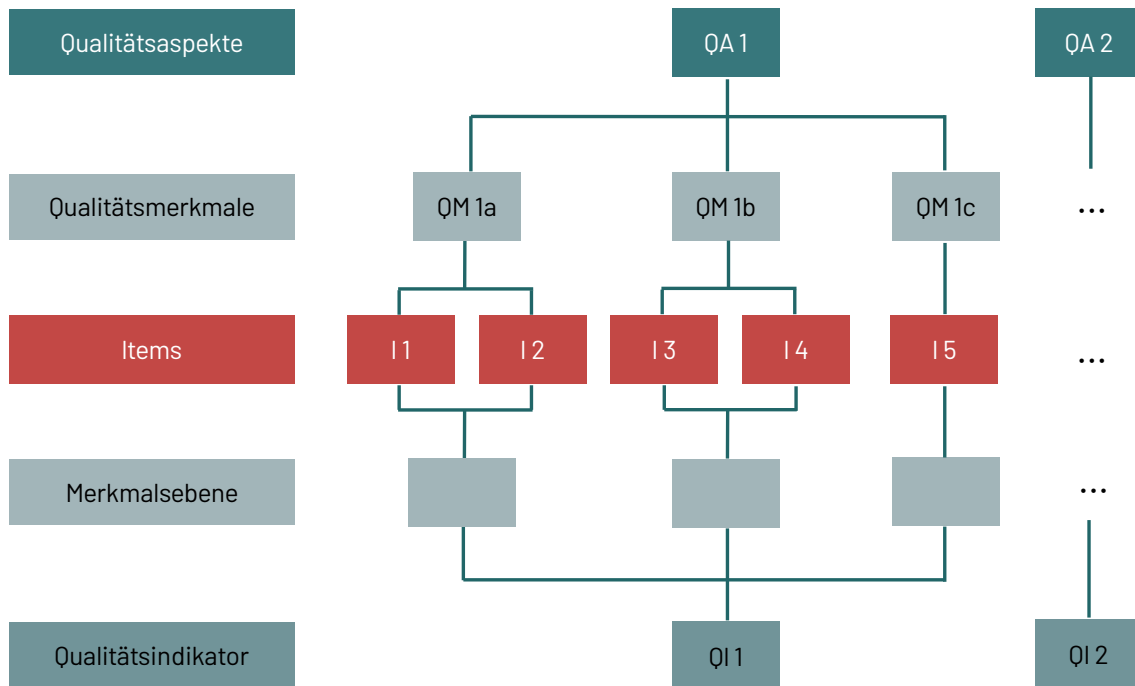 Qualitätsaspekte
QA 1
QA 2
Qualitätsmerkmale
QM 1a
QM 1b
QM 1c
...
Items
I 1
I 2
I 3
I 4
I 5
...
Merkmalsebene
...
Qualitätsindikator
QI 1
QI 2